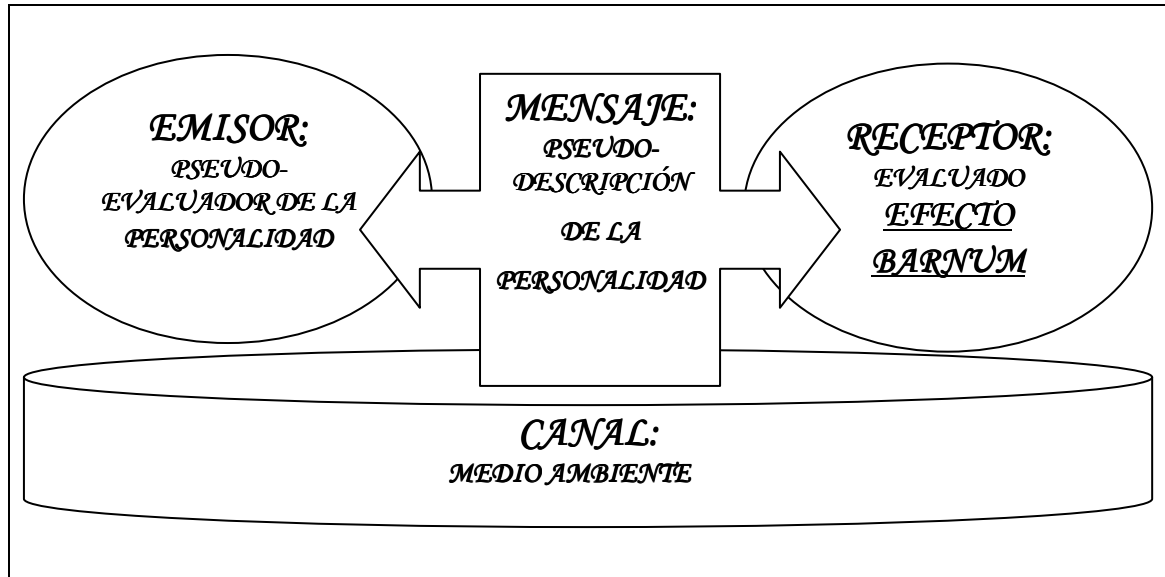 EMISOR:
PSEUDO-
EVALUADOR DE LA
PERSONALIDAD
MENSAJE:
PSEUDO-
DESCRIPCIÓN
DE LA
PERSONALIDAD
RECEPTOR:
EVALUADO
EFECTO
BARNUM
CANAL:
MEDIO AMBIENTE